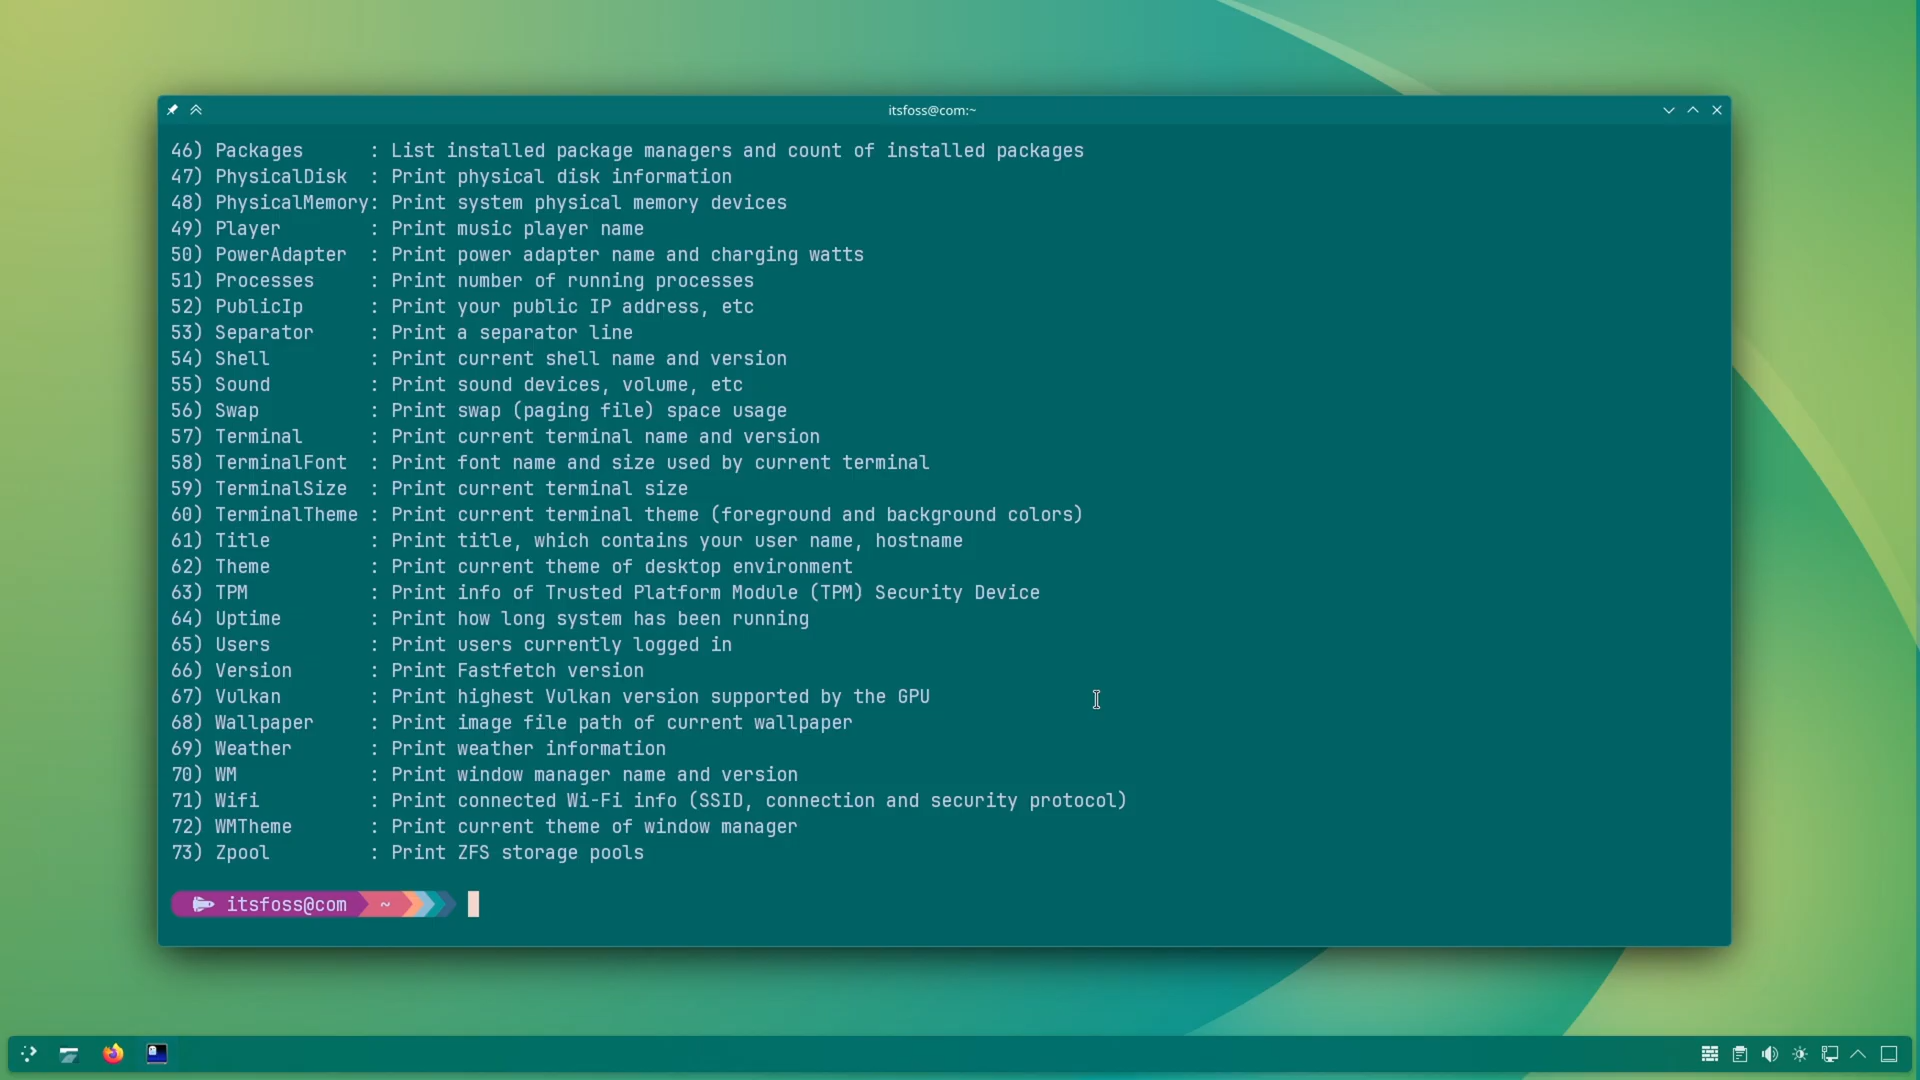 itsfoss@com:~
46) Packages      : List installed package managers and count of installed packages
47) PhysicalDisk  : Print physical disk information
48) PhysicalMemory: Print system physical memory devices
49) Player        : Print music player name
50) PowerAdapter  : Print power adapter name and charging watts
51) Processes     : Print number of running processes
52) PublicIp      : Print your public IP address, etc
53) Separator     : Print a separator line
54) Shell         : Print current shell name and version
55) Sound         : Print sound devices, volume, etc
56) Swap          : Print swap (paging file) space usage
57) Terminal      : Print current terminal name and version
58) TerminalFont  : Print font name and size used by current terminal
59) TerminalSize  : Print current terminal size
60) TerminalTheme : Print current terminal theme (foreground and background colors)
61) Title         : Print title, which contains your user name, hostname
62) Theme         : Print current theme of desktop environment
63) TPM           : Print info of Trusted Platform Module (TPM) Security Device
64) Uptime        : Print how long system has been running
65) Users         : Print users currently logged in
66) Version       : Print Fastfetch version
67) Vulkan        : Print highest Vulkan version supported by the GPU
68) Wallpaper     : Print image file path of current wallpaper
69) Weather       : Print weather information
70) WM            : Print window manager name and version
71) Wifi          : Print connected Wi-Fi info (SSID, connection and security protocol)
72) WMTheme       : Print current theme of window manager
73) Zpool         : Print ZFS storage pools
itsfoss@com ~